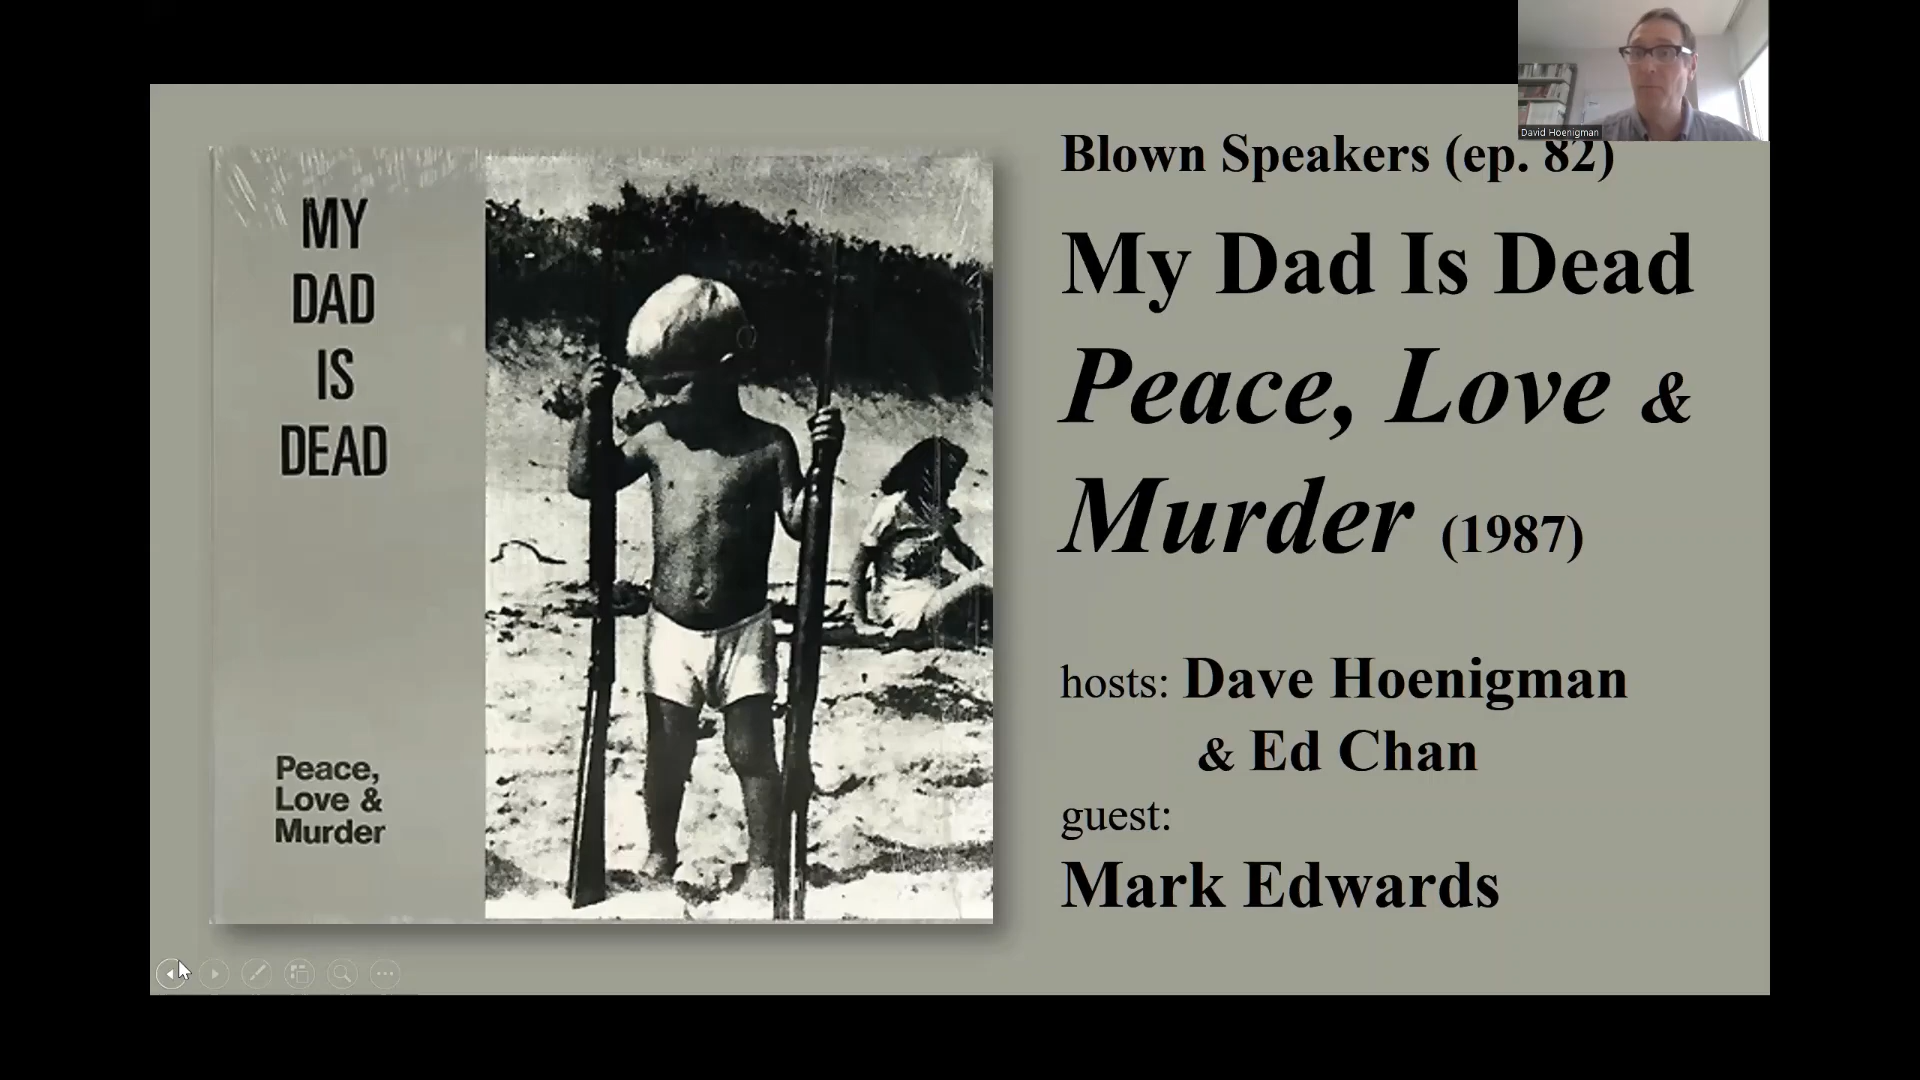 David Hoenigman
MY
DAD
IS
DEAD
Peace,
Love &
Murder
Blown Speakers (ep. 82)
My Dad Is Dead
Peace, Love &
Murder (1987)
hosts: Dave Hoenigman
& Ed Chan
guest:
Mark Edwards